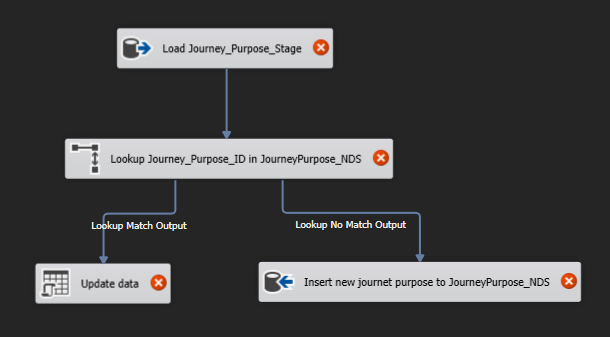 Load Journey_Purpose_Stage
Lookup Journey_Purpose_ID in JourneyPurpose_NDS
Lookup Match Output
Lookup No Match Output
Update data
Insert new journet purpose to JourneyPurpose_NDS